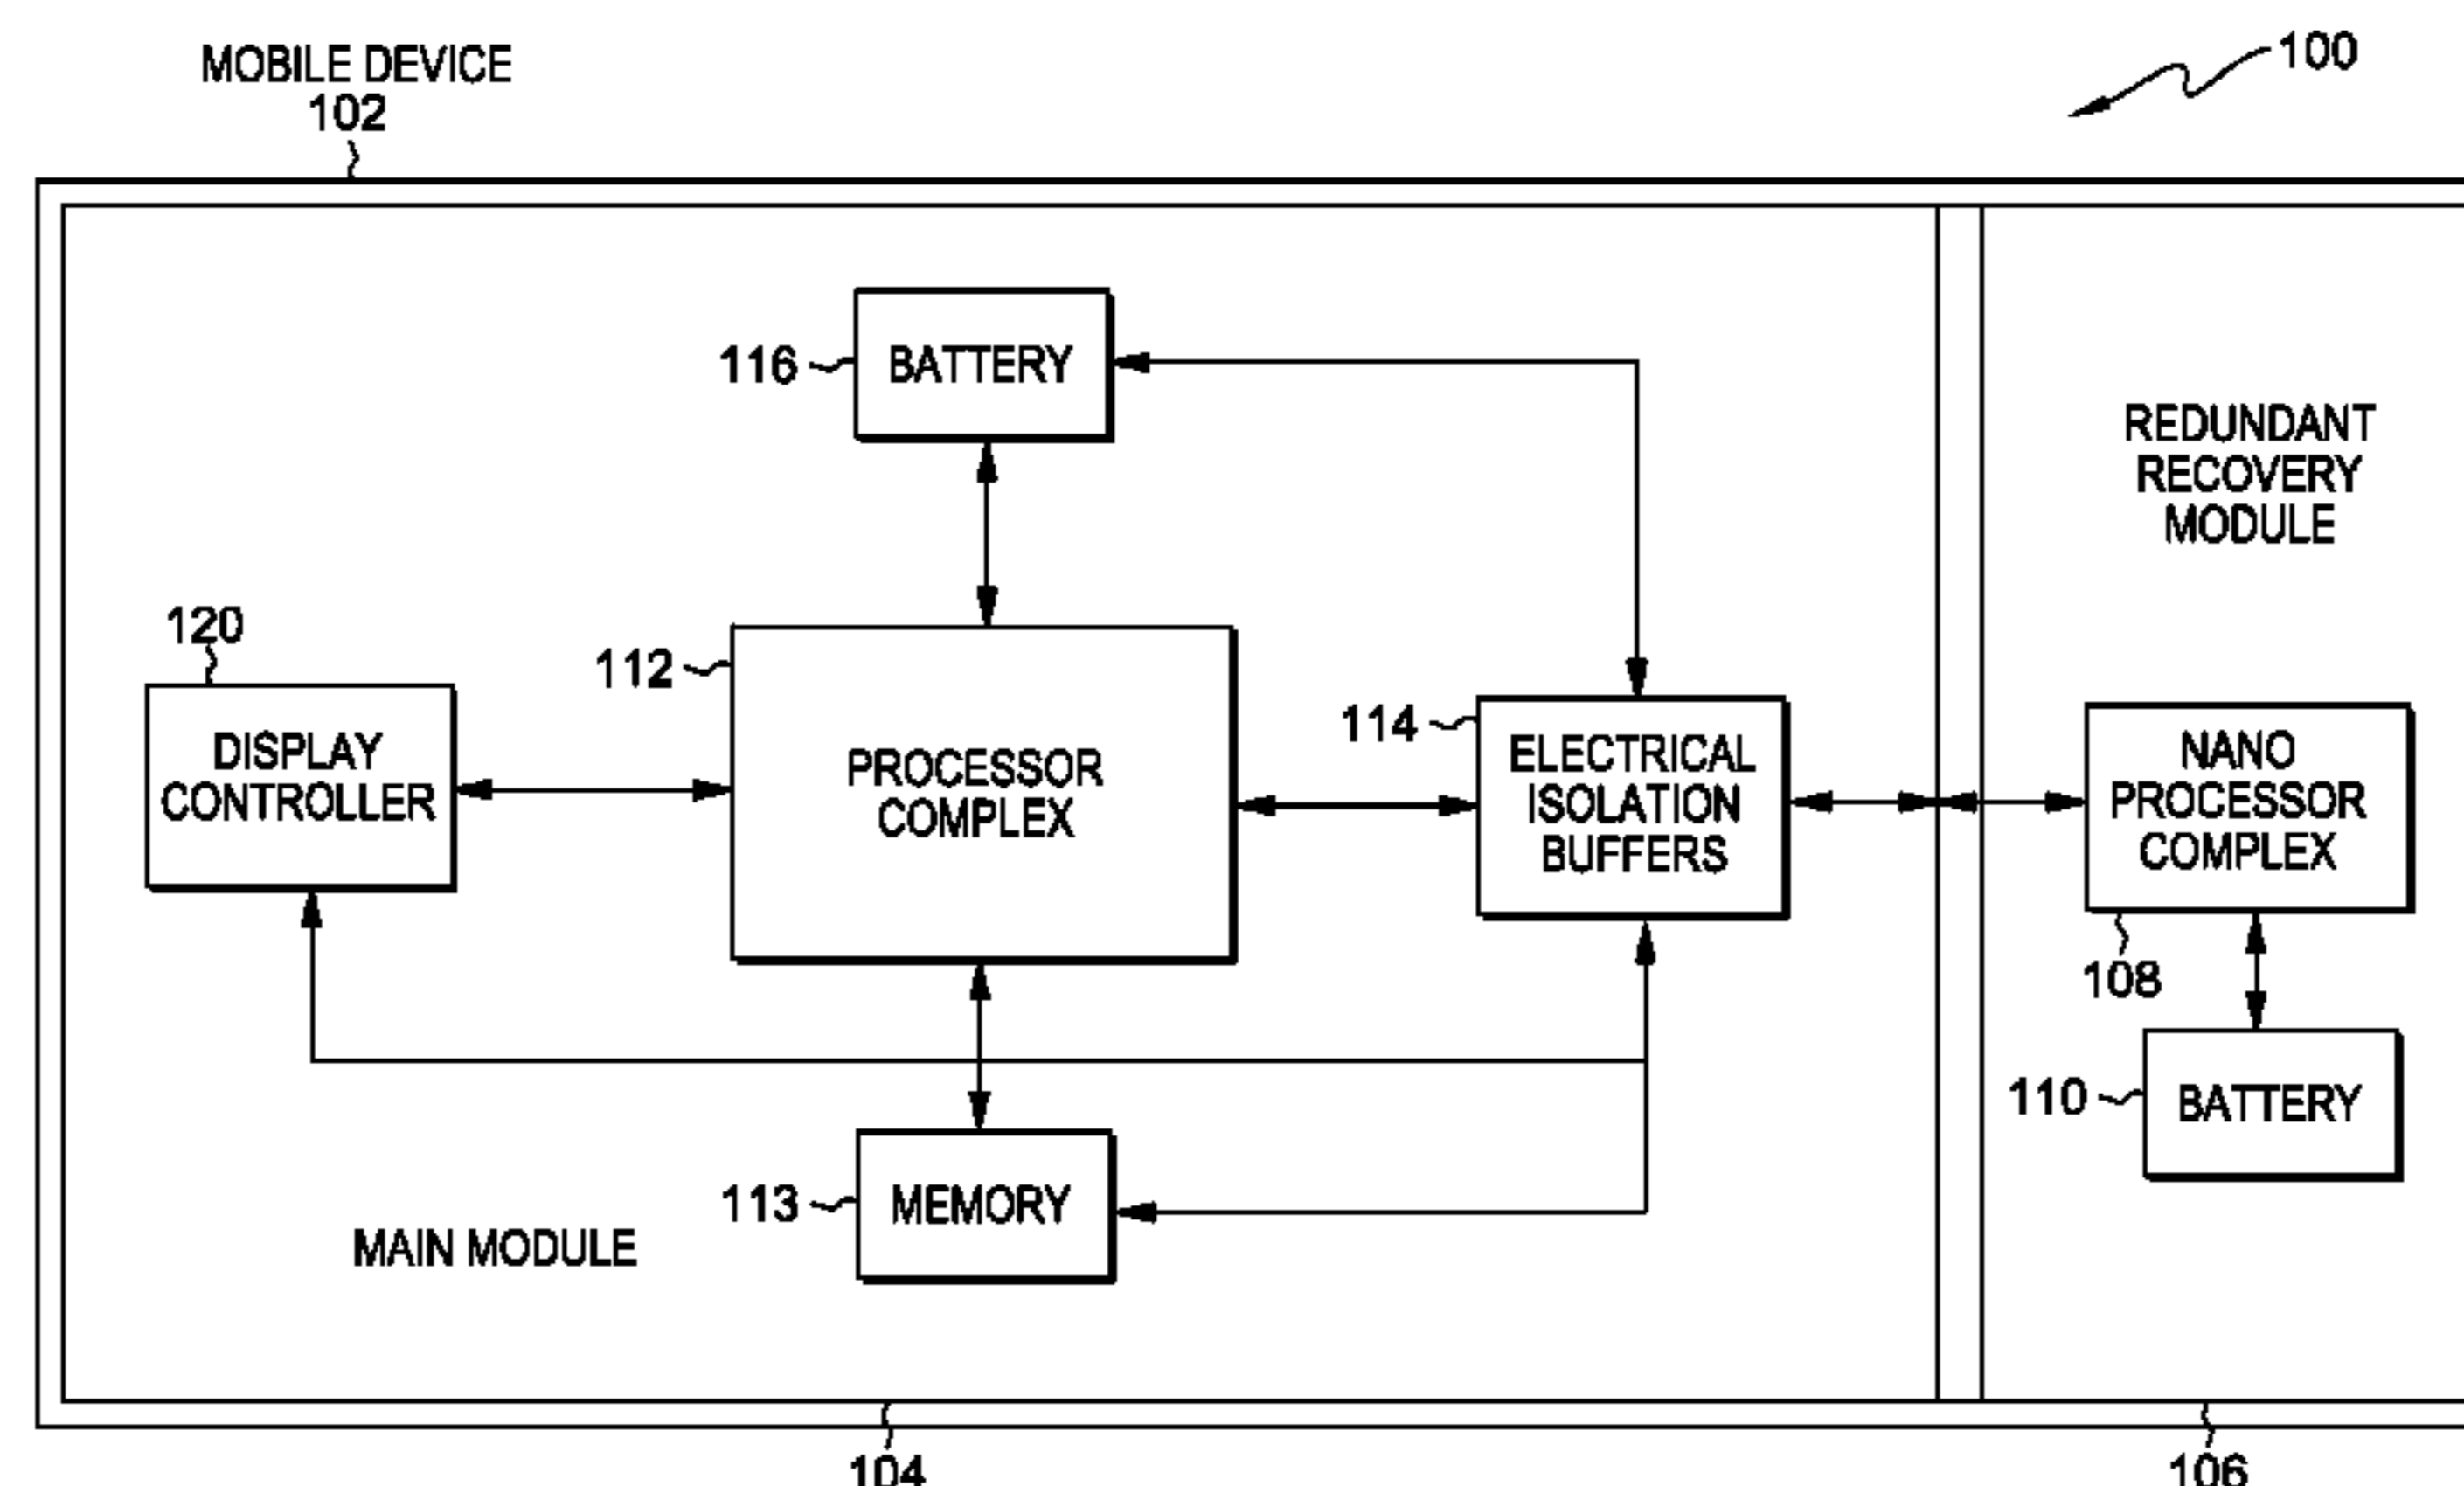 MOBILE DEVICE
102
100
116
BATTERY
REDUNDANT
RECOVERY
MODULE
120
112
DISPLAY
CONTROLLER
PROCESSOR
COMPLEX
114
ELECTRICAL
ISOLATION
BUFFERS
NANO
PROCESSOR
COMPLEX
108
110
BATTERY
113
MEMORY
MAIN MODULE
104
106